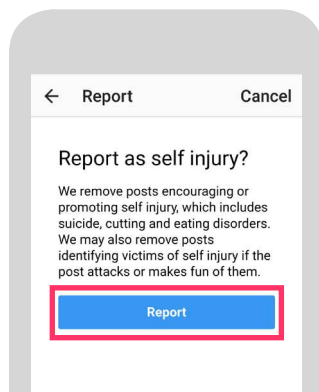 ← Report Cancel
Report as self injury?
We remove posts encouraging or
promoting self injury, which includes
suicide, cutting and eating disorders.
We may also remove posts
identifying victims of self injury if the
post attacks or makes fun of them.
Report